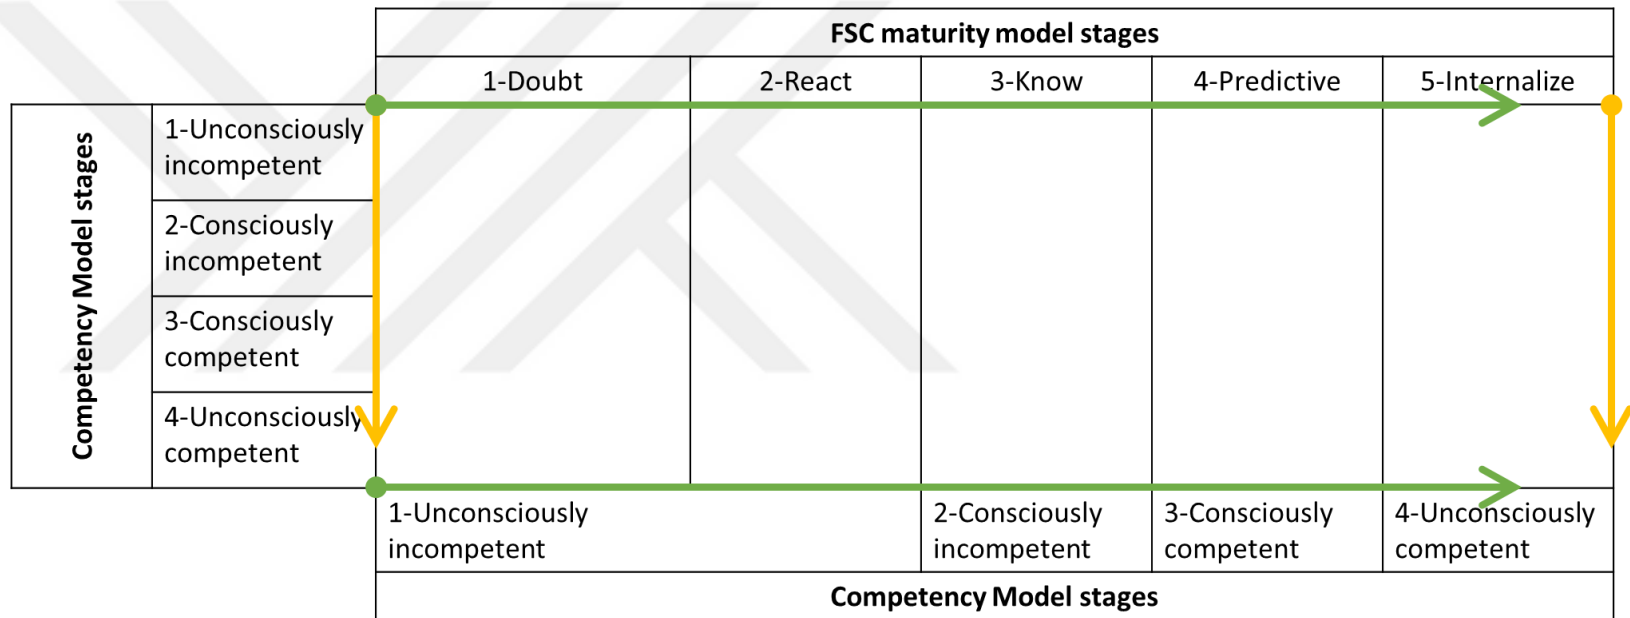 FSC maturity model stages
1-Doubt
2-React
3-Know
4-Predictive
5-Internalize
Competency Model stages
1-Unconsciously
incompetent
2-Consciously
incompetent
3-Consciously
competent
4-Unconsciously
competent
1-Unconsciously
incompetent
2-Consciously
incompetent
3-Consciously
competent
4-Unconsciously
competent
Competency Model stages